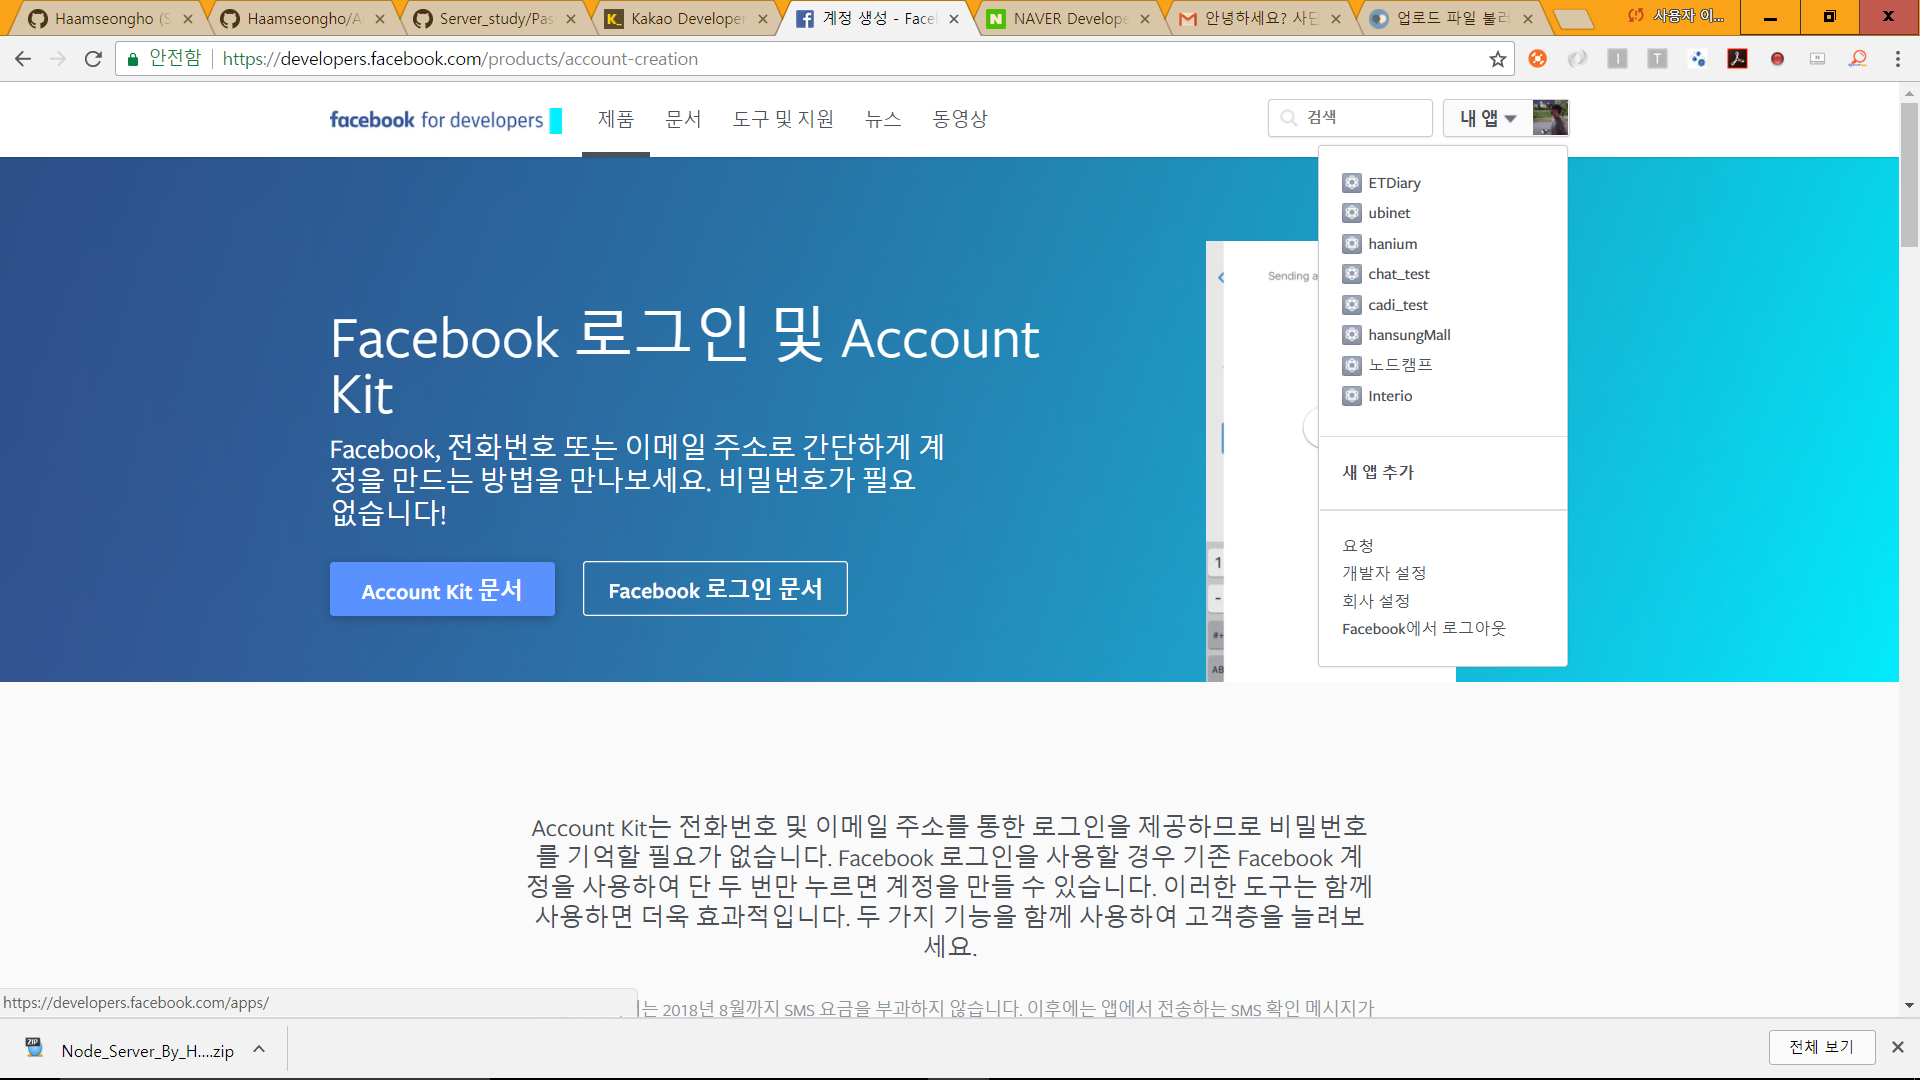 Haamseongho (S
Haamseongho/A
Server_study/Pas
Kakao Developer
계정 생성 - Facel
NAVER Develope
안녕하세요? 사단
업로드 파일 불러
사용자 이...
안전함
https://developers.facebook.com/products/account-creation
facebook for developers
제품
문서
도구 및 지원
뉴스
동영상
검색
내 앱
ETDiary
ubinet
hanium
chat_test
cadi_test
hansungMall
노드캠프
Interio
새 앱 추가
요청
개발자 설정
회사 설정
Facebook에서 로그아웃
Sending a
1
-
#+
AB
Facebook 로그인 및 Account
Kit
Facebook, 전화번호 또는 이메일 주소로 간단하게 계
정을 만드는 방법을 만나보세요. 비밀번호가 필요
없습니다!
Account Kit 문서
Facebook 로그인 문서
Account Kit는 전화번호 및 이메일 주소를 통한 로그인을 제공하므로 비밀번호
를 기억할 필요가 없습니다. Facebook 로그인을 사용할 경우 기존 Facebook 계
정을 사용하여 단 두 번만 누르면 계정을 만들 수 있습니다. 이러한 도구는 함께
사용하면 더욱 효과적입니다. 두 가지 기능을 함께 사용하여 고객층을 늘려보
세요.
는 2018년 8월까지 SMS 요금을 부과하지 않습니다. 이후에는 앱에서 전송하는 SMS 확인 메시지가
https://developers.facebook.com/apps/
Node_Server_By_H....zip
전체 보기